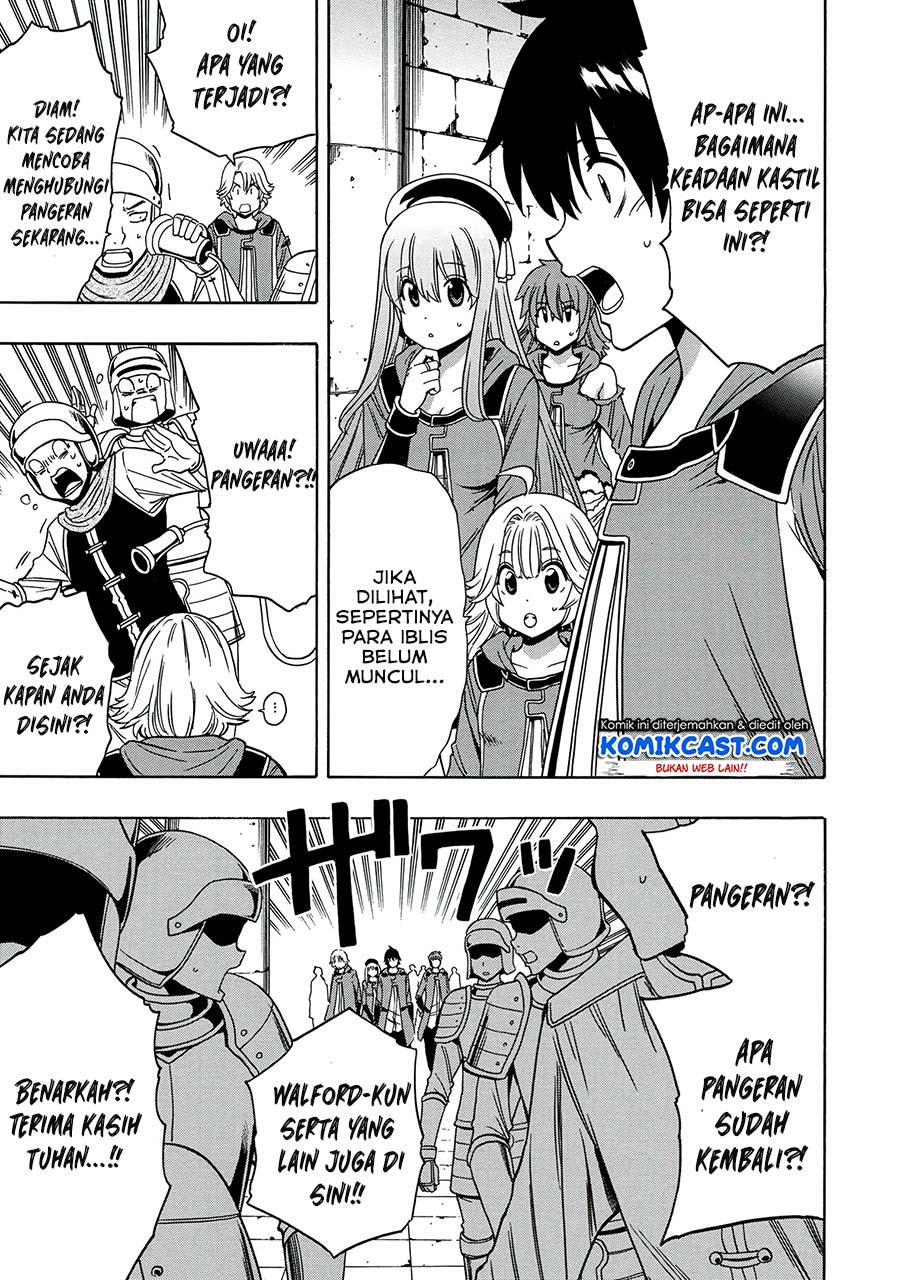 AP-APA INI...
BAGAIMANA
KEADAAN KASTIL
BISA SEPERTI
INI?!
JIKA
DILIHAT,
SEPERTINYA
PARA IBLIS
BELUM
MUNCUL...
Komik ini diterjemahkan & diedit oleh
KOMIKCAST.COM
BUKAN WEB LAIN!!
OI!
APA YANG
TERJADI?!
DIAM!
KITA SEDANG
MENCOBA
MENGHUBUNGI
PANGERAN
SEKARANG...
UWAAA!
PANGERAN?!!
...
SEJAK
KAPAN ANDA
DISINI?!
ザワッ
PANGERAN?!
APA
PANGERAN
SUDAH
KEMBALI?!
WALFORD-KUN
SERTA YANG
LAIN JUGA DI
SINI!!
BENARKAH?!
TERIMA KASIH
TUHAN....!!